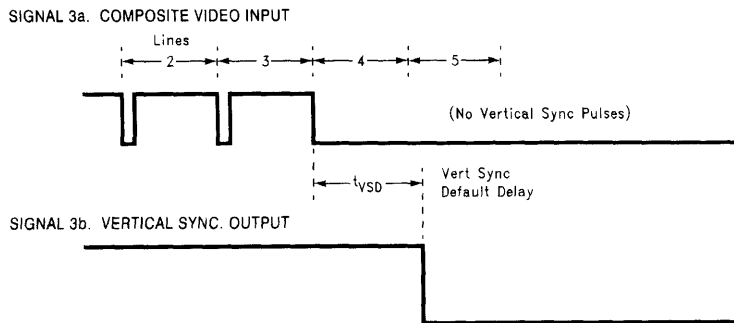 SIGNAL 3a. COMPOSITE VIDEO INPUT
Lines
2 3 4 5
(No Vertical Sync Pulses)
tVSD
Vert Sync
Default Delay
SIGNAL 3b. VERTICAL SYNC. OUTPUT